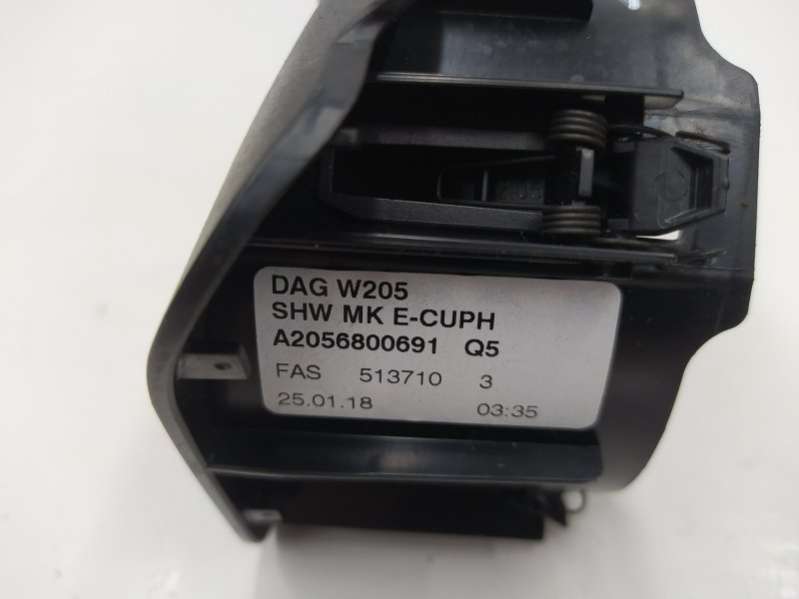 DAG W205
SHW MK E-CUPH
A2056800691 Q5
FAS 513710 3
25.01.18 03:35